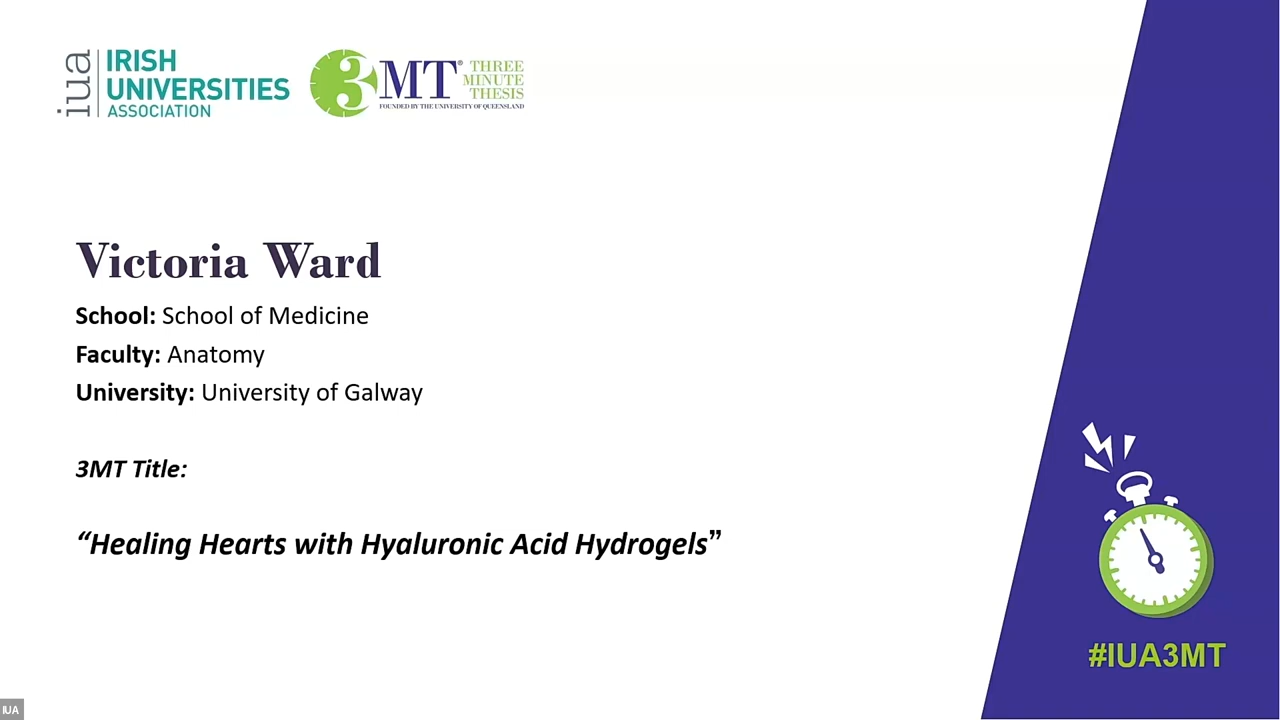 iua
IRISH
UNIVERSITIES
ASSOCIATION
3MT® THREE
MINUTE
THESIS
FOUNDED BY THE UNIVERSITY OF QUEENSLAND
Victoria Ward
School: School of Medicine
Faculty: Anatomy
University: University of Galway
3MT Title:
“Healing Hearts with Hyaluronic Acid Hydrogels”
#IUA3MT
IUA